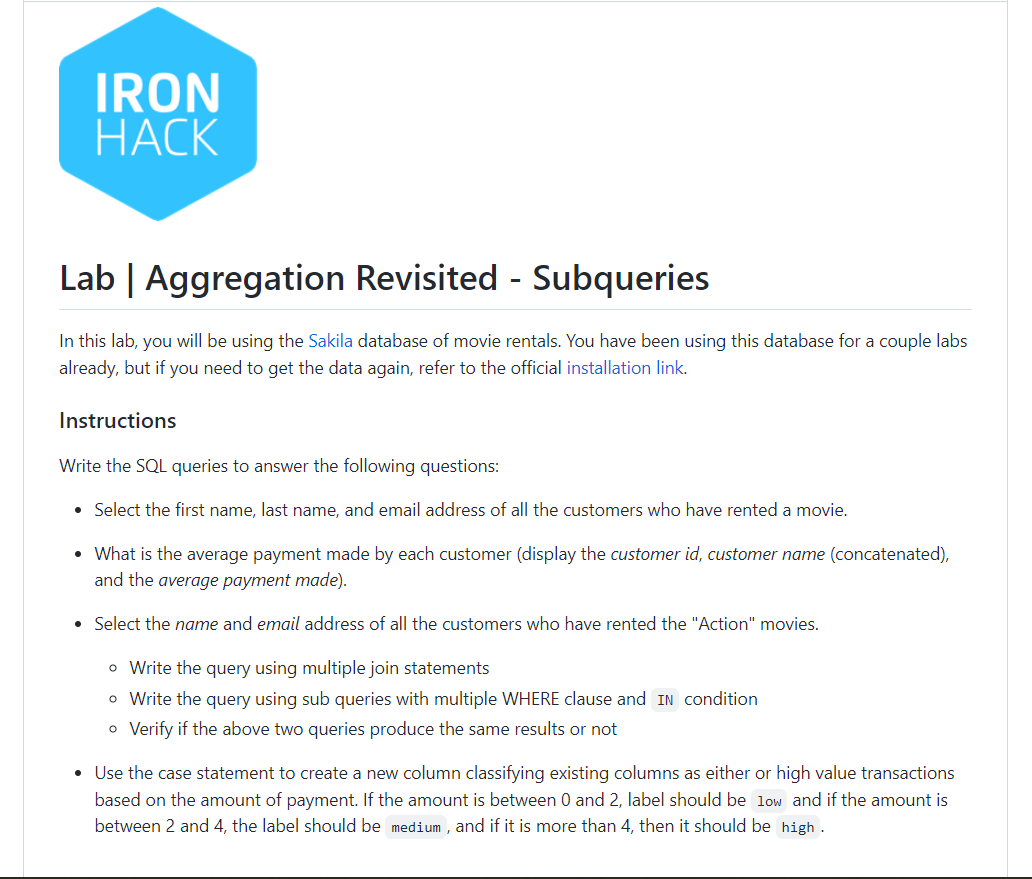 IRON
HACK
Lab | Aggregation Revisited - Subqueries
In this lab, you will be using the Sakila database of movie rentals. You have been using this database for a couple labs
already, but if you need to get the data again, refer to the official installation link.
Instructions
Write the SQL queries to answer the following questions:
Select the first name, last name, and email address of all the customers who have rented a movie.
What is the average payment made by each customer (display the customer id, customer name (concatenated),
and the average payment made).
Select the name and email address of all the customers who have rented the "Action" movies.
Write the query using multiple join statements
Write the query using sub queries with multiple WHERE clause and IN condition
Verify if the above two queries produce the same results or not
Use the case statement to create a new column classifying existing columns as either or high value transactions
based on the amount of payment. If the amount is between 0 and 2, label should be low and if the amount is
between 2 and 4, the label should be medium, and if it is more than 4, then it should be high.